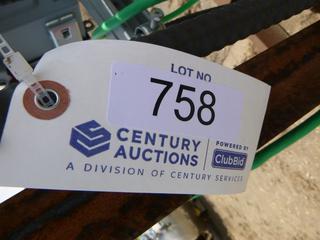 LOT NO
758
CENTURY
AUCTIONS
POWERED BY
ClubBid
A DIVISION OF CENTURY SERVICES